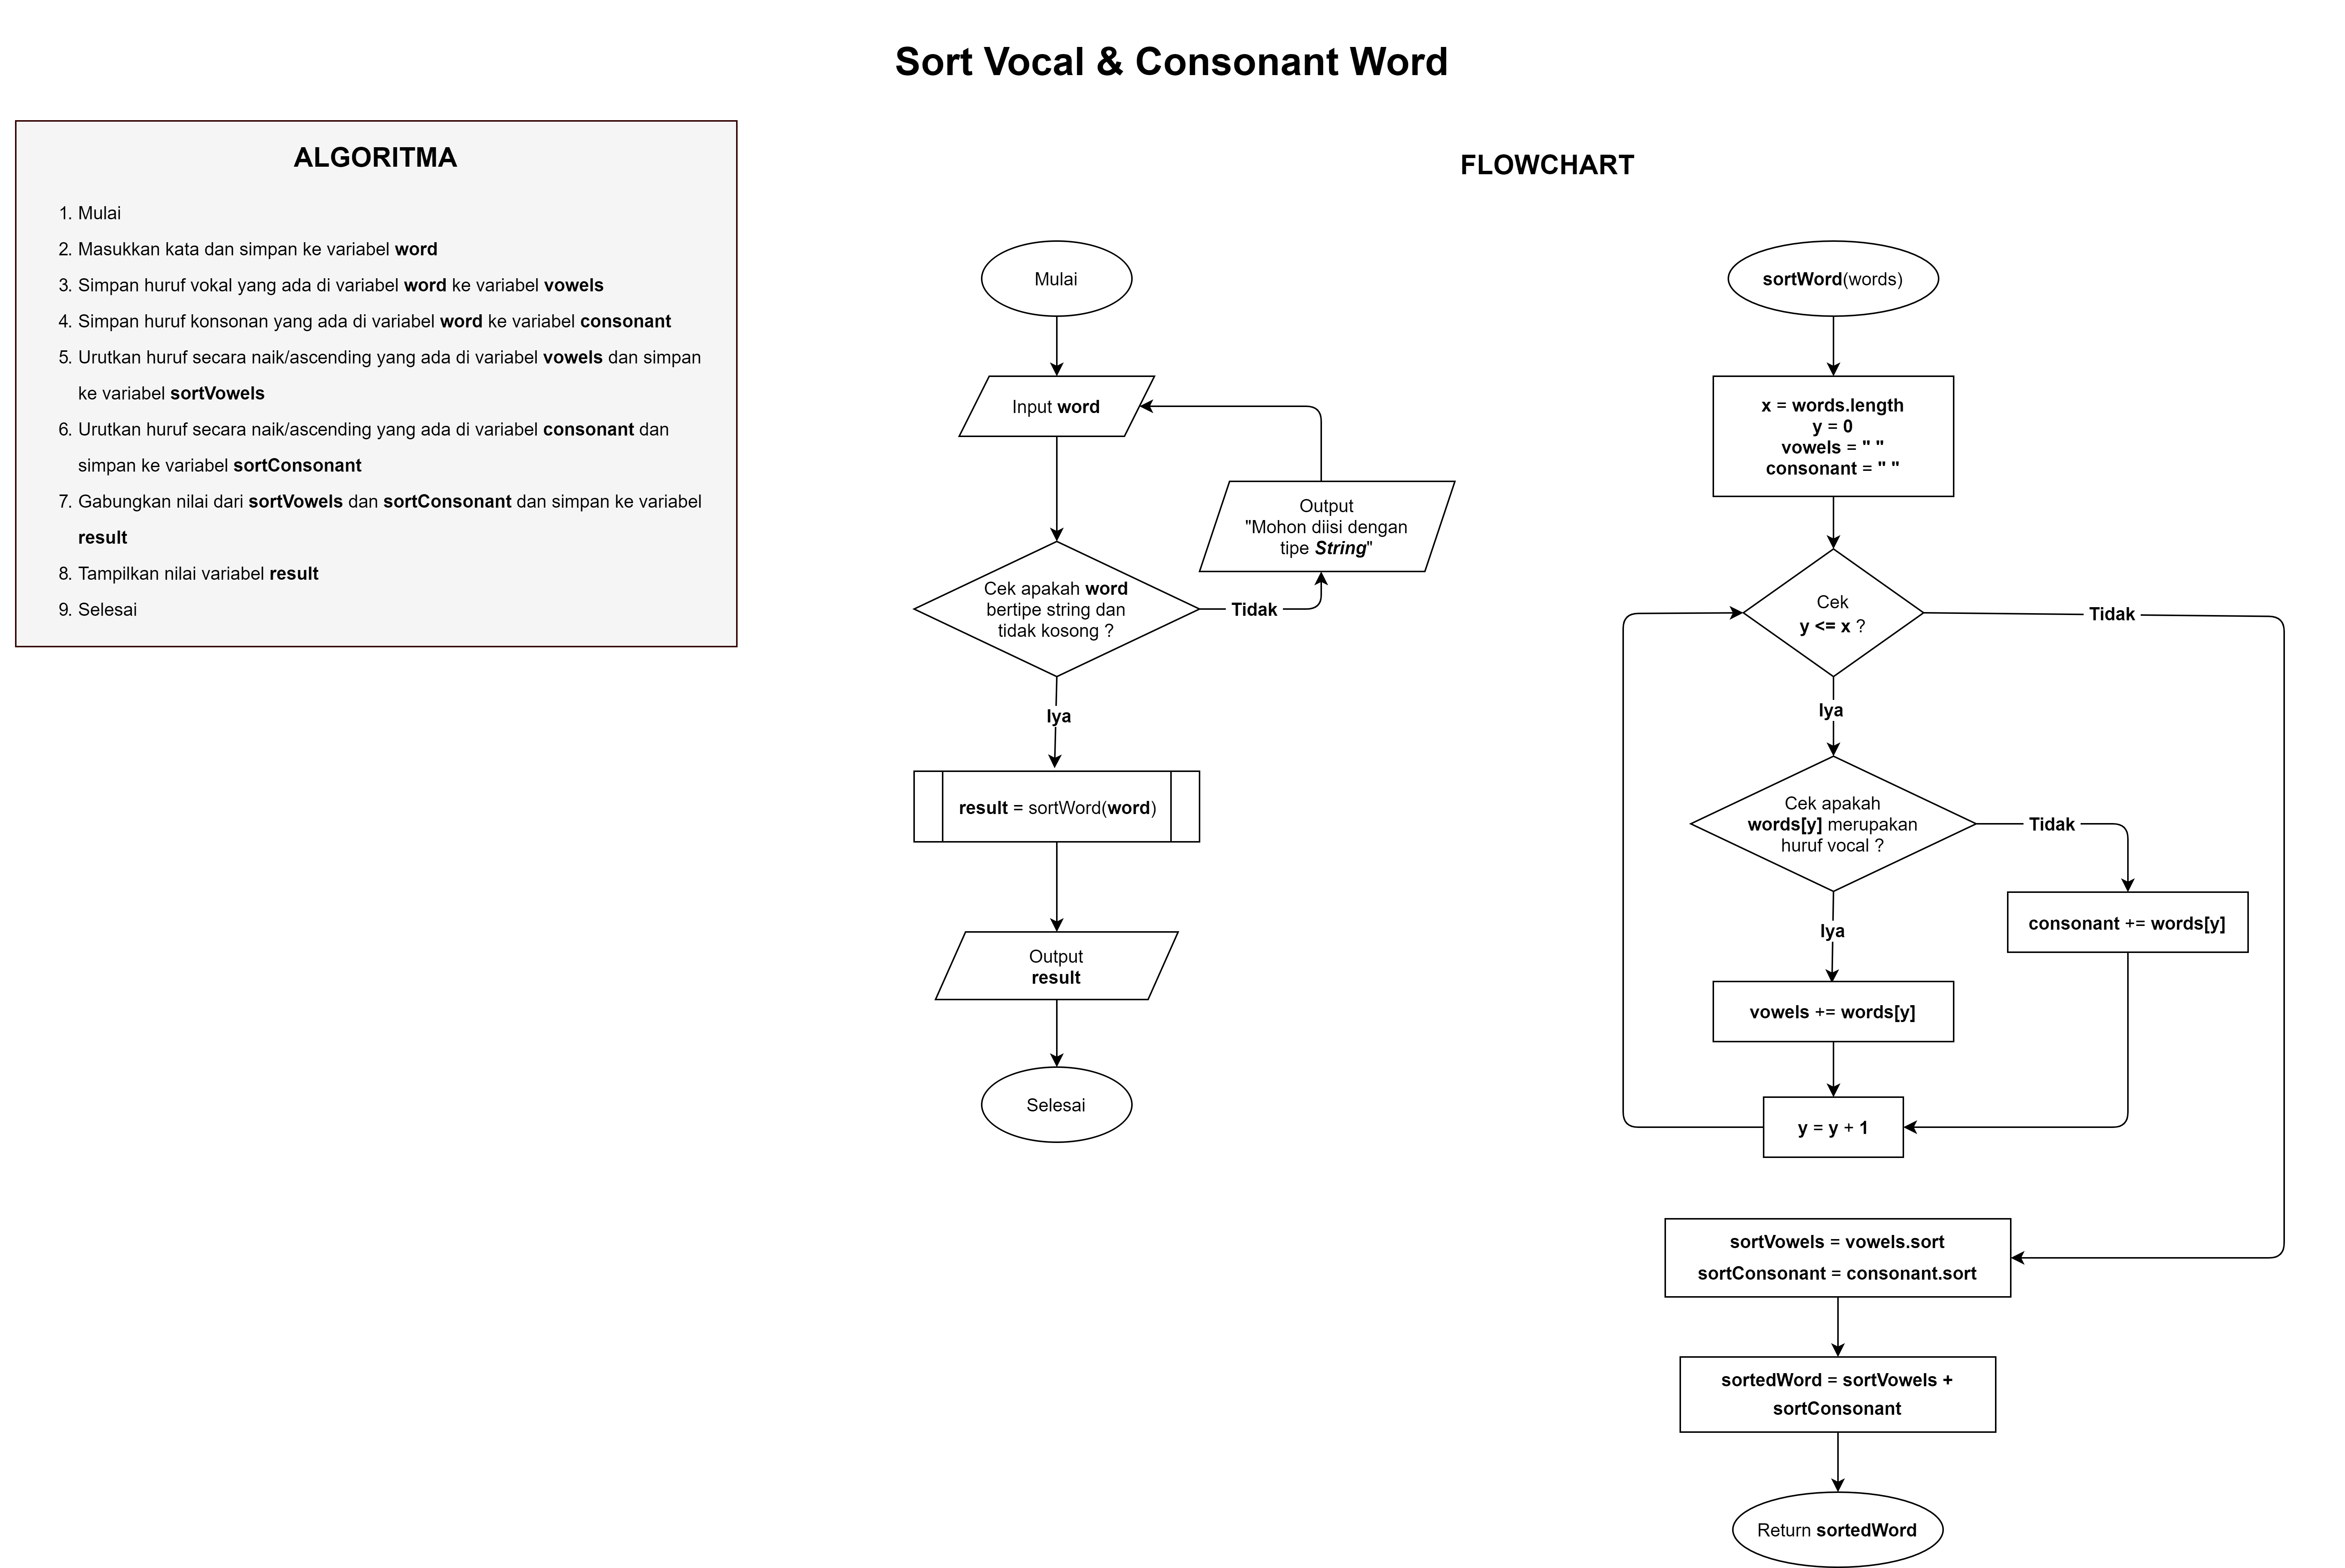 Sort Vocal & Consonant Word
ALGORITMA
1. Mulai
2. Masukkan kata dan simpan ke variabel word
3. Simpan huruf vokal yang ada di variabel word ke variabel vowels
4. Simpan huruf konsonan yang ada di variabel word ke variabel consonant
5. Urutkan huruf secara naik/ascending yang ada di variabel vowels dan simpan
ke variabel sortVowels
6. Urutkan huruf secara naik/ascending yang ada di variabel consonant dan
simpan ke variabel sortConsonant
7. Gabungkan nilai dari sortVowels dan sortConsonant dan simpan ke variabel
result
8. Tampilkan nilai variabel result
9. Selesai
FLOWCHART
Mulai
Input word
Output
"Mohon diisi dengan
tipe String"
Cek apakah word
bertipe string dan
tidak kosong ?
Tidak
Iya
result = sortWord(word)
Output
result
Selesai
sortWord(words)
x = words.length
y = 0
vowels = " "
consonant = " "
Cek
y <= x ?
Tidak
Iya
Cek apakah
words[y] merupakan
huruf vocal ?
Tidak
consonant += words[y]
Iya
vowels += words[y]
y = y + 1
sortVowels = vowels.sort
sortConsonant = consonant.sort
sortedWord = sortVowels +
sortConsonant
Return sortedWord